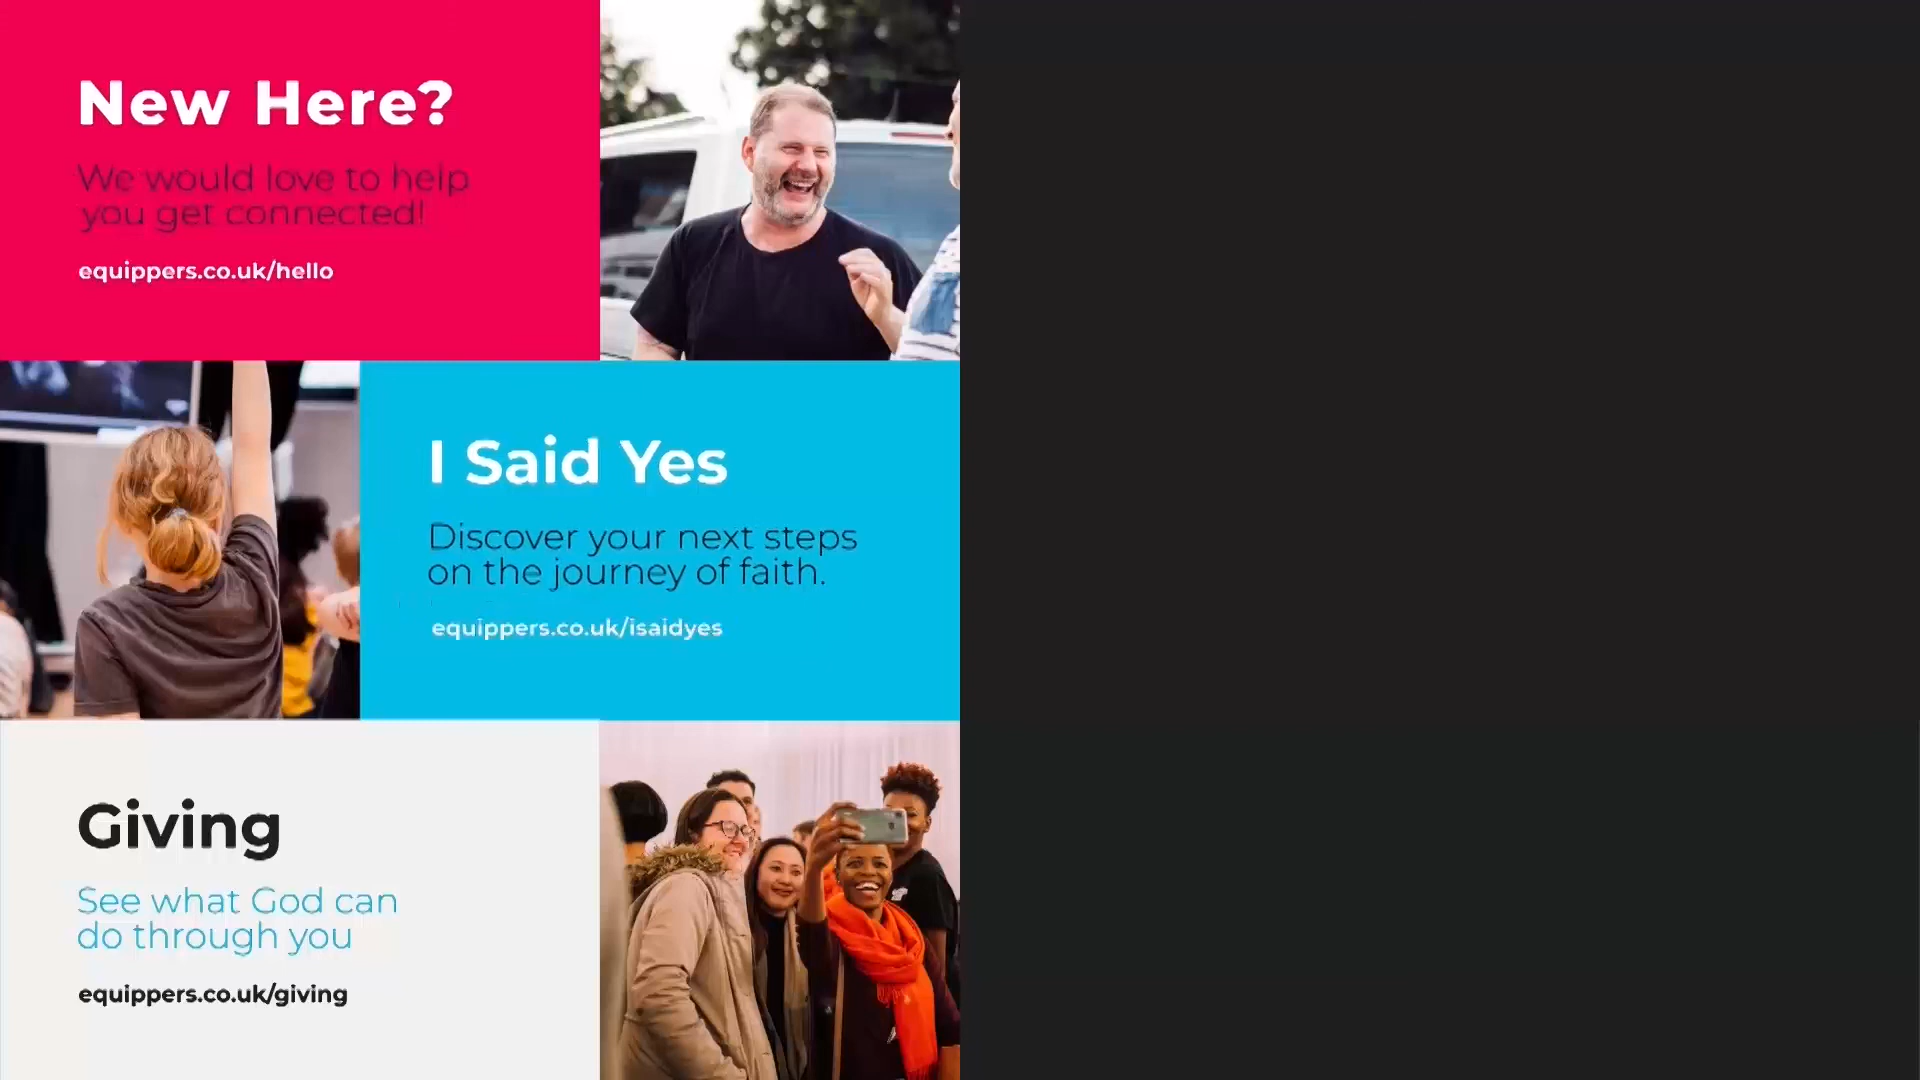 New Here?
We would love to help
you get connected!
equippers.co.uk/hello
I Said Yes
Discover your next steps
on the journey of faith.
equippers.co.uk/isaidyes
Giving
See what God can
do through you
equippers.co.uk/giving